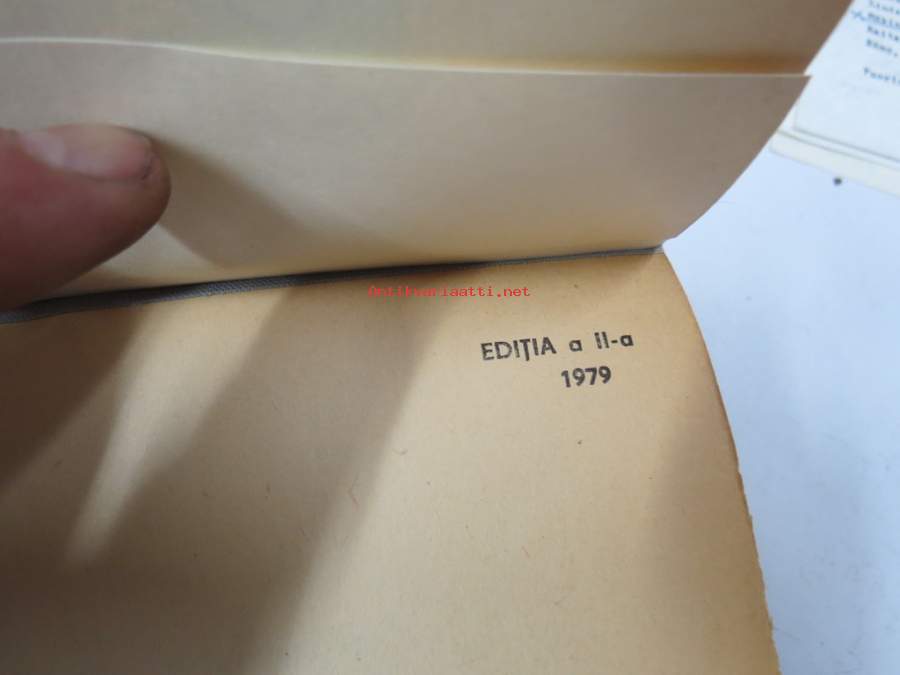 Antikvariaatti.net
EDIȚIA a II-a
1979